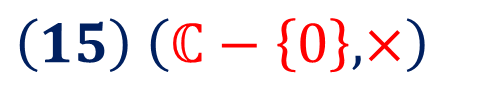 (15) (ℂ − {0},×)